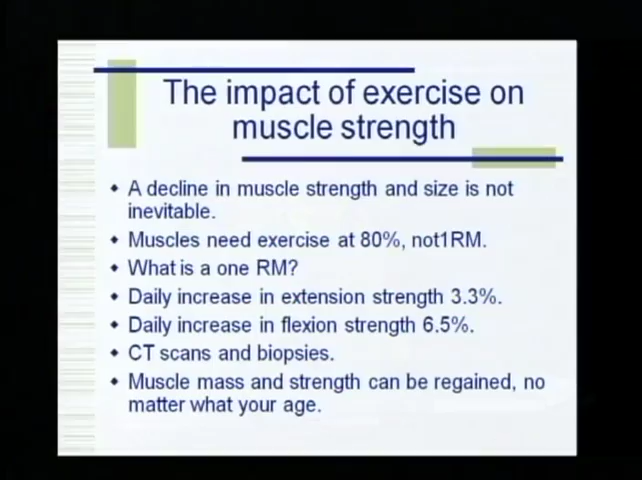 The impact of exercise on
muscle strength
A decline in muscle strength and size is not
inevitable.
Muscles need exercise at 80%, not1RM.
What is a one RM?
Daily increase in extension strength 3.3%.
Daily increase in flexion strength 6.5%.
CT scans and biopsies.
Muscle mass and strength can be regained, no
matter what your age.